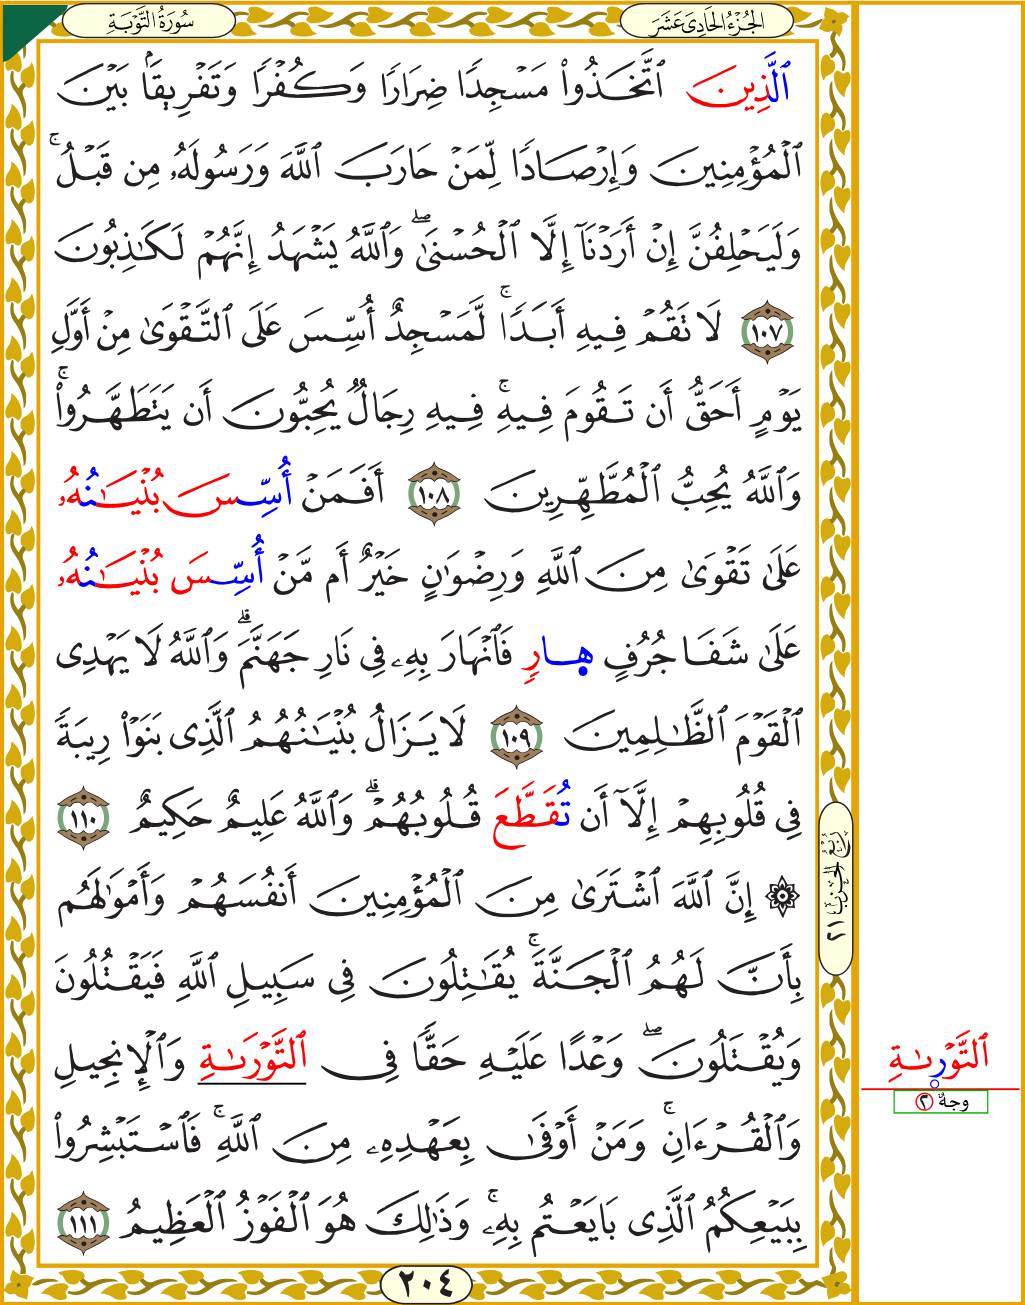 الجُزْءُ الحَادِىَ عَشَرَ
سُورَةُ التَّوْبَةِ
ٱلَّذِينَ ٱتَّخَذُوا۟ مَسْجِدًا ضِرَارًا وَكُفْرًا وَتَفْرِيقًۢا بَيْنَ
ٱلْمُؤْمِنِينَ وَإِرْصَادًا لِّمَنْ حَارَبَ ٱللَّهَ وَرَسُولَهُۥ مِن قَبْلُ ۚ
وَلَيَحْلِفُنَّ إِنْ أَرَدْنَآ إِلَّا ٱلْحُسْنَىٰ ۖ وَٱللَّهُ يَشْهَدُ إِنَّهُمْ لَكَـٰذِبُونَ
١٠٧ لَا تَقُمْ فِيهِ أَبَدًا ۚ لَّمَسْجِدٌ أُسِّسَ عَلَى ٱلتَّقْوَىٰ مِنْ أَوَّلِ
يَوْمٍ أَحَقُّ أَن تَقُومَ فِيهِ ۚ فِيهِ رِجَالٌ يُحِبُّونَ أَن يَتَطَهَّرُوا۟ ۚ
وَٱللَّهُ يُحِبُّ ٱلْمُطَّهِّرِينَ ١٠٨ أَفَمَنْ أُسِّسَ بُنْيَـٰنُهُۥ
عَلَىٰ تَقْوَىٰ مِنَ ٱللَّهِ وَرِضْوَٰنٍ خَيْرٌ أَم مَّنْ أُسِّسَ بُنْيَـٰنُهُۥ
عَلَىٰ شَفَا جُرُفٍ هارِ فَٱنْهَارَ بِهِۦ فِى نَارِ جَهَنَّمَ ۗ وَٱللَّهُ لَا يَهْدِى
ٱلْقَوْمَ ٱلظَّـٰلِمِينَ ١٠٩ لَا يَزَالُ بُنْيَـٰنُهُمُ ٱلَّذِى بَنَوْا۟ رِيبَةً
فِى قُلُوبِهِمْ إِلَّآ أَن تُقَطَّعَ قُلُوبُهُمْ ۗ وَٱللَّهُ عَلِيمٌ حَكِيمٌ ١١٠
۞ إِنَّ ٱللَّهَ ٱشْتَرَىٰ مِنَ ٱلْمُؤْمِنِينَ أَنفُسَهُمْ وَأَمْوَٰلَهُم
بِأَنَّ لَهُمُ ٱلْجَنَّةَ ۚ يُقَـٰتِلُونَ فِى سَبِيلِ ٱللَّهِ فَيَقْتُلُونَ
وَيُقْتَلُونَ ۖ وَعْدًا عَلَيْهِ حَقًّا فِى ٱلتَّوْرَىٰةِ وَٱلْإِنجِيلِ
وَٱلْقُرْءَانِ ۚ وَمَنْ أَوْفَىٰ بِعَهْدِهِۦ مِنَ ٱللَّهِ ۚ فَٱسْتَبْشِرُوا۟
بِبَيْعِكُمُ ٱلَّذِى بَايَعْتُم بِهِۦ ۚ وَذَٰلِكَ هُوَ ٱلْفَوْزُ ٱلْعَظِيمُ ١١١
٢٠٤
رُبْعُ الحِزْبُ ٢١
ٱلتَّوْرَىٰةِ
وجهٌ ٢